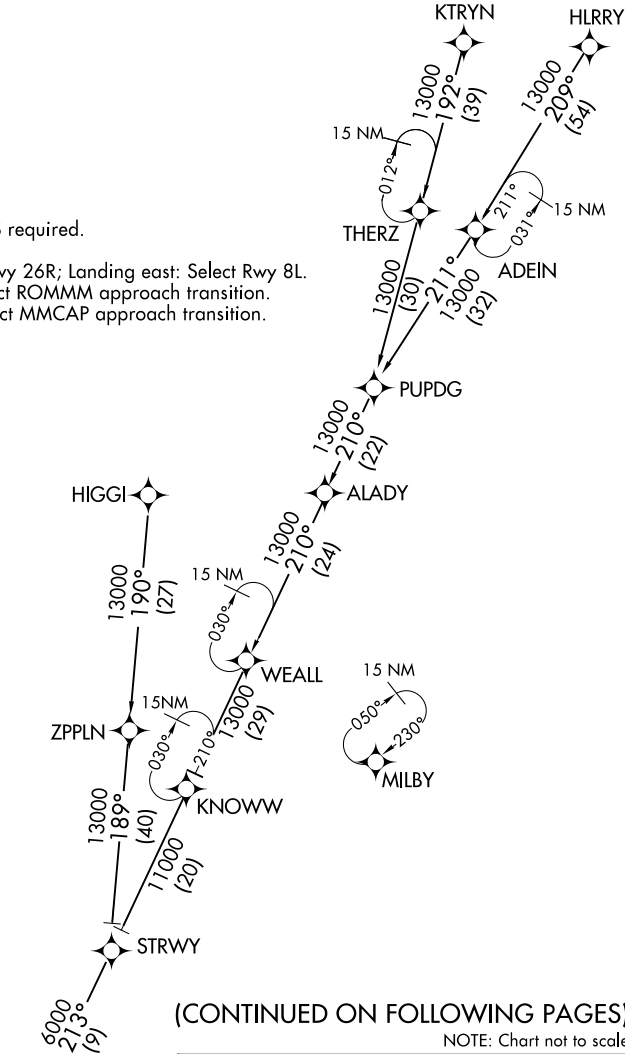 KTRYN
HLRRY
13000
192°
(39)
13000
209°
(54)
15 NM
012°
THERZ
211°
031°
15 NM
ADEIN
required.
wy 26R; Landing east: Select Rwy 8L.
ct ROMMM approach transition.
ct MMCAP approach transition.
13000
(30)
211°
13000
(32)
PUPDG
13000
210°
(22)
ALADY
HIGGI
13000
210°
(24)
13000
190°
(27)
15 NM
030°
WEALL
13000
(29)
15 NM
050°
230°
MILBY
ZPPLN
15NM
030°
210°
KNOWW
13000
189°
(40)
11000
(20)
STRWY
6000
213°
(9)
(CONTINUED ON FOLLOWING PAGES)
NOTE: Chart not to scale